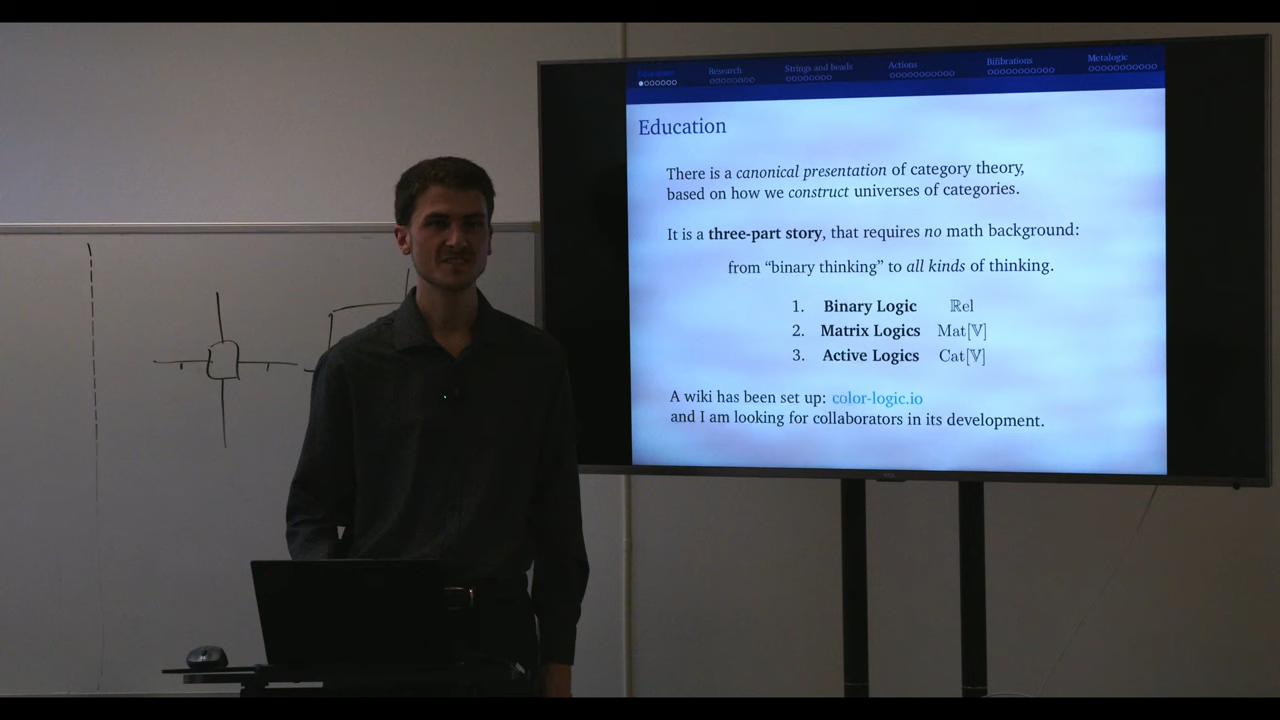 Education Research Strings and beads Actions Bifibrations Metalogic
Education
There is a canonical presentation of category theory,
based on how we construct universes of categories.
It is a three-part story, that requires no math background:
from “binary thinking” to all kinds of thinking.
1. Binary Logic ℝel
2. Matrix Logics Mat[𝕍]
3. Active Logics Cat[𝕍]
A wiki has been set up: color-logic.io
and I am looking for collaborators in its development.